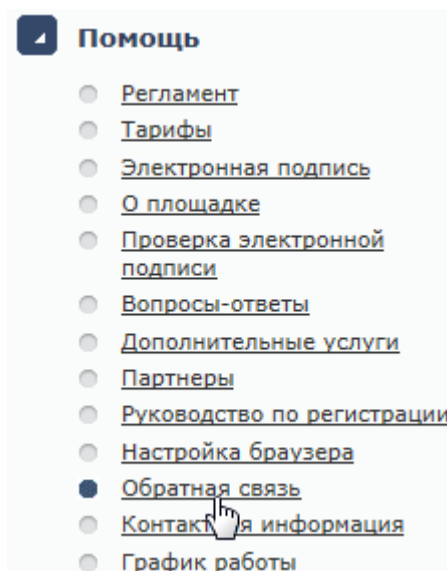 Помощь
Регламент
Тарифы
Электронная подпись
О площадке
Проверка электронной
подписи
Вопросы-ответы
Дополнительные услуги
Партнеры
Руководство по регистрации
Настройка браузера
Обратная связь
Контактная информация
График работы